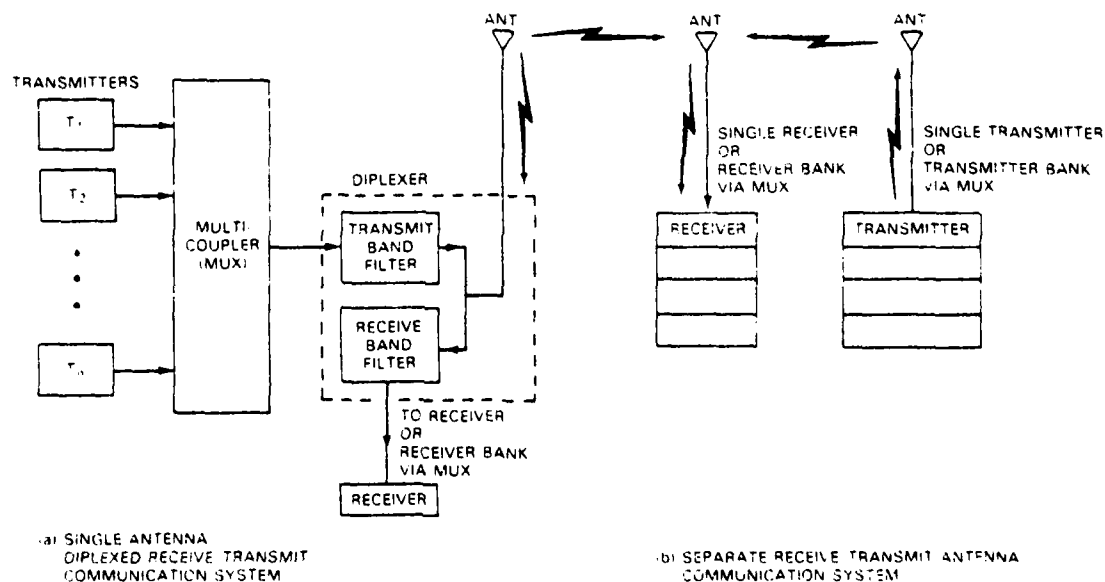 ANT
ANT
ANT
TRANSMITTERS
T1
T2
Tn
MULTI-
COUPLER
(MUX)
DIPLEXER
TRANSMIT
BAND
FILTER
RECEIVE
BAND
FILTER
TO RECEIVER
OR
RECEIVER BANK
VIA MUX
RECEIVER
SINGLE RECEIVER
OR
RECEIVER BANK
VIA MUX
RECEIVER
SINGLE TRANSMITTER
OR
TRANSMITTER BANK
VIA MUX
TRANSMITTER
(a) SINGLE ANTENNA
DIPLEXED RECEIVE TRANSMIT
COMMUNICATION SYSTEM
(b) SEPARATE RECEIVE TRANSMIT ANTENNA
COMMUNICATION SYSTEM